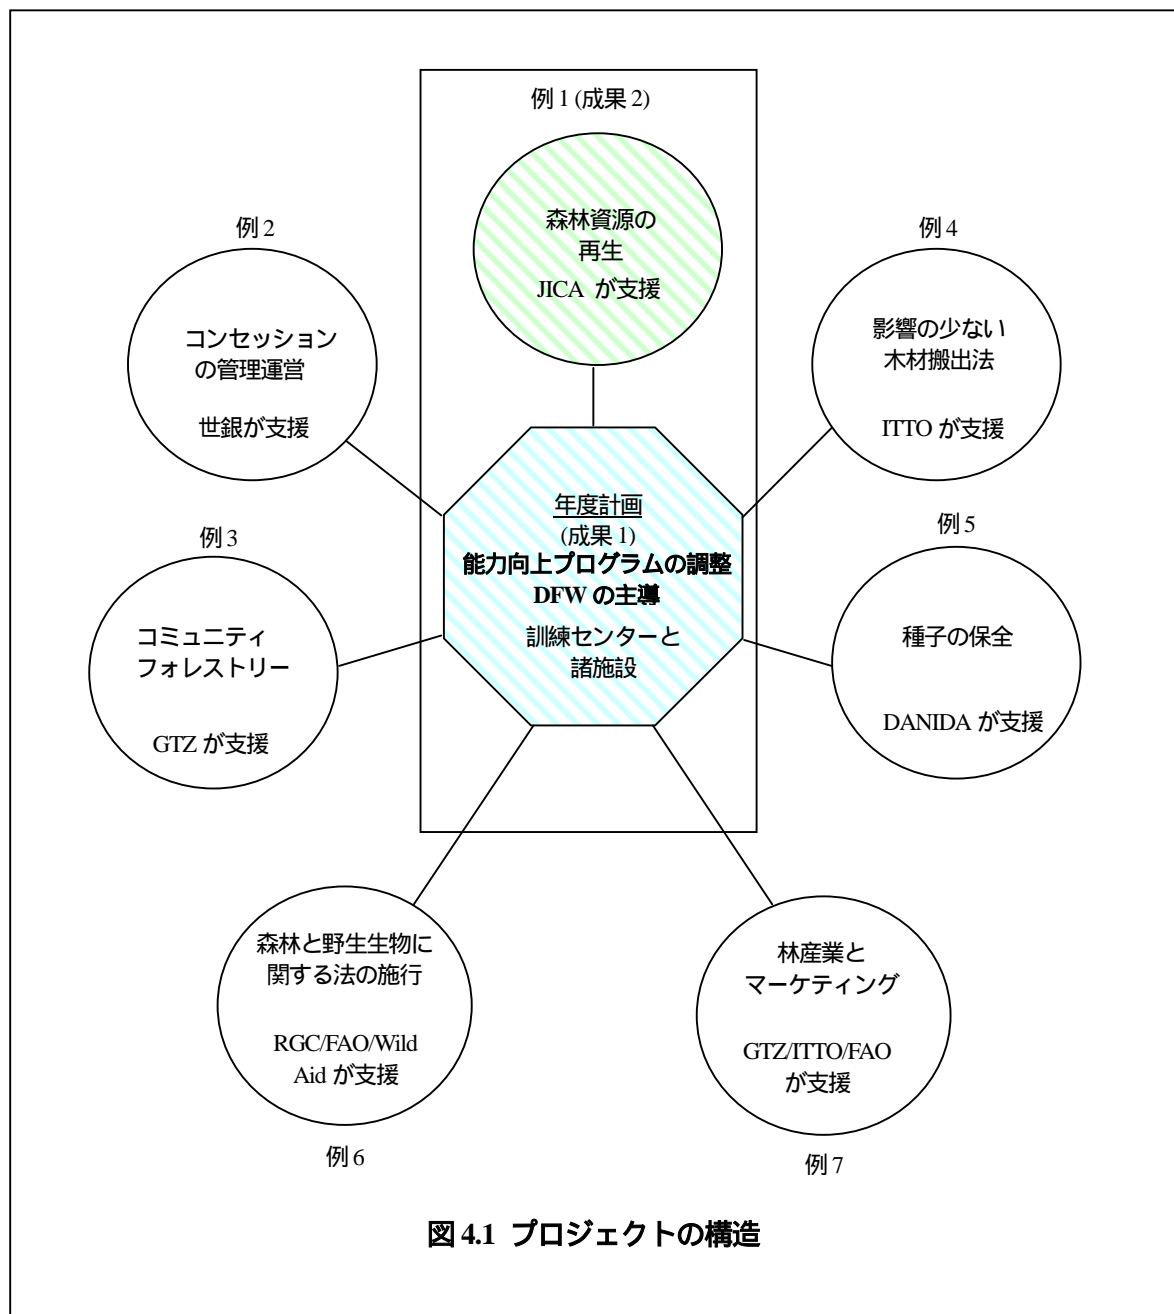 例 1 (成果 2)
森林資源の
再生
JICA が支援
例 2
コンセッション
の管理運営
世銀が支援
例 4
影響の少ない
木材搬出法
ITTO が支援
年度計画
(成果 1)
能力向上プログラムの調整
DFW の主導
訓練センターと
諸施設
例 3
コミュニティ
フォレストリー
GTZ が支援
例 5
種子の保全
DANIDA が支援
森林と野生生物に
関する法の施行
RGC/FAO/Wild
Aid が支援
例 6
林産業と
マーケティング
GTZ/ITTO/FAO
が支援
例 7
図 4.1 プロジェクトの構造